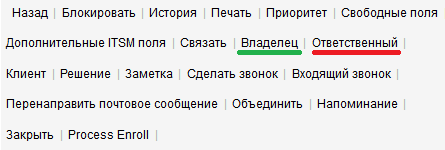 Назад | Блокировать | История | Печать | Приоритет | Свободные поля
Дополнительные ITSM поля | Связать | Владелец | Ответственный |
Клиент | Решение | Заметка | Сделать звонок | Входящий звонок |
Перенаправить почтовое сообщение | Объединить | Напоминание |
Закрыть | Process Enroll |